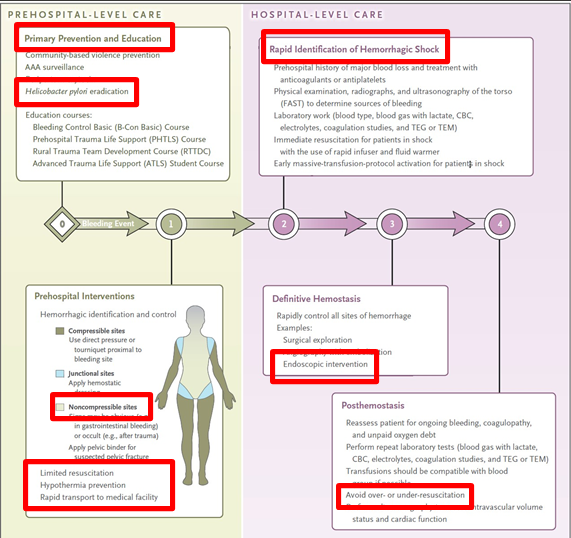 PREHOSPITAL-LEVEL CARE
HOSPITAL-LEVEL CARE
Primary Prevention and Education
Community-based violence prevention
AAA surveillance
Helicobacter pylori eradication
Education courses:
Bleeding Control Basic (B-Con Basic) Course
Prehospital Trauma Life Support (PHTLS) Course
Rural Trauma Team Development Course (RTTDC)
Advanced Trauma Life Support (ATLS) Student Course
Rapid Identification of Hemorrhagic Shock
Prehospital history of major blood loss and treatment with
anticoagulants or antiplatelets
Physical examination, radiographs, and ultrasonography of the torso
(FAST) to determine sources of bleeding
Laboratory work (blood type, blood gas with lactate, CBC,
electrolytes, coagulation studies, and TEG or TEM)
Immediate resuscitation for patients in shock
with the use of rapid infuser and fluid warmer
Early massive-transfusion-protocol activation for patients in shock
0
Bleeding Event
1
2
3
4
Prehospital Interventions
Hemorrhagic identification and control
Compressible sites
Use direct pressure or
tourniquet proximal to
bleeding site
Junctional sites
Apply hemostatic
Noncompressible sites
in gastrointestinal bleeding)
or occult (e.g., after trauma)
Apply pelvic binder for
suspected pelvic fracture
Limited resuscitation
Hypothermia prevention
Rapid transport to medical facility
Definitive Hemostasis
Rapidly control all sites of hemorrhage
Examples:
Surgical exploration
Endoscopic intervention
Posthemostasis
Reassess patient for ongoing bleeding, coagulopathy,
and unpaid oxygen debt
Perform repeat laboratory tests (blood gas with lactate,
CBC, electrolytes, coagulation studies, and TEG or TEM)
Transfusions should be compatible with blood
group if possible
Avoid over- or under-resuscitation
intravascular volume
status and cardiac function